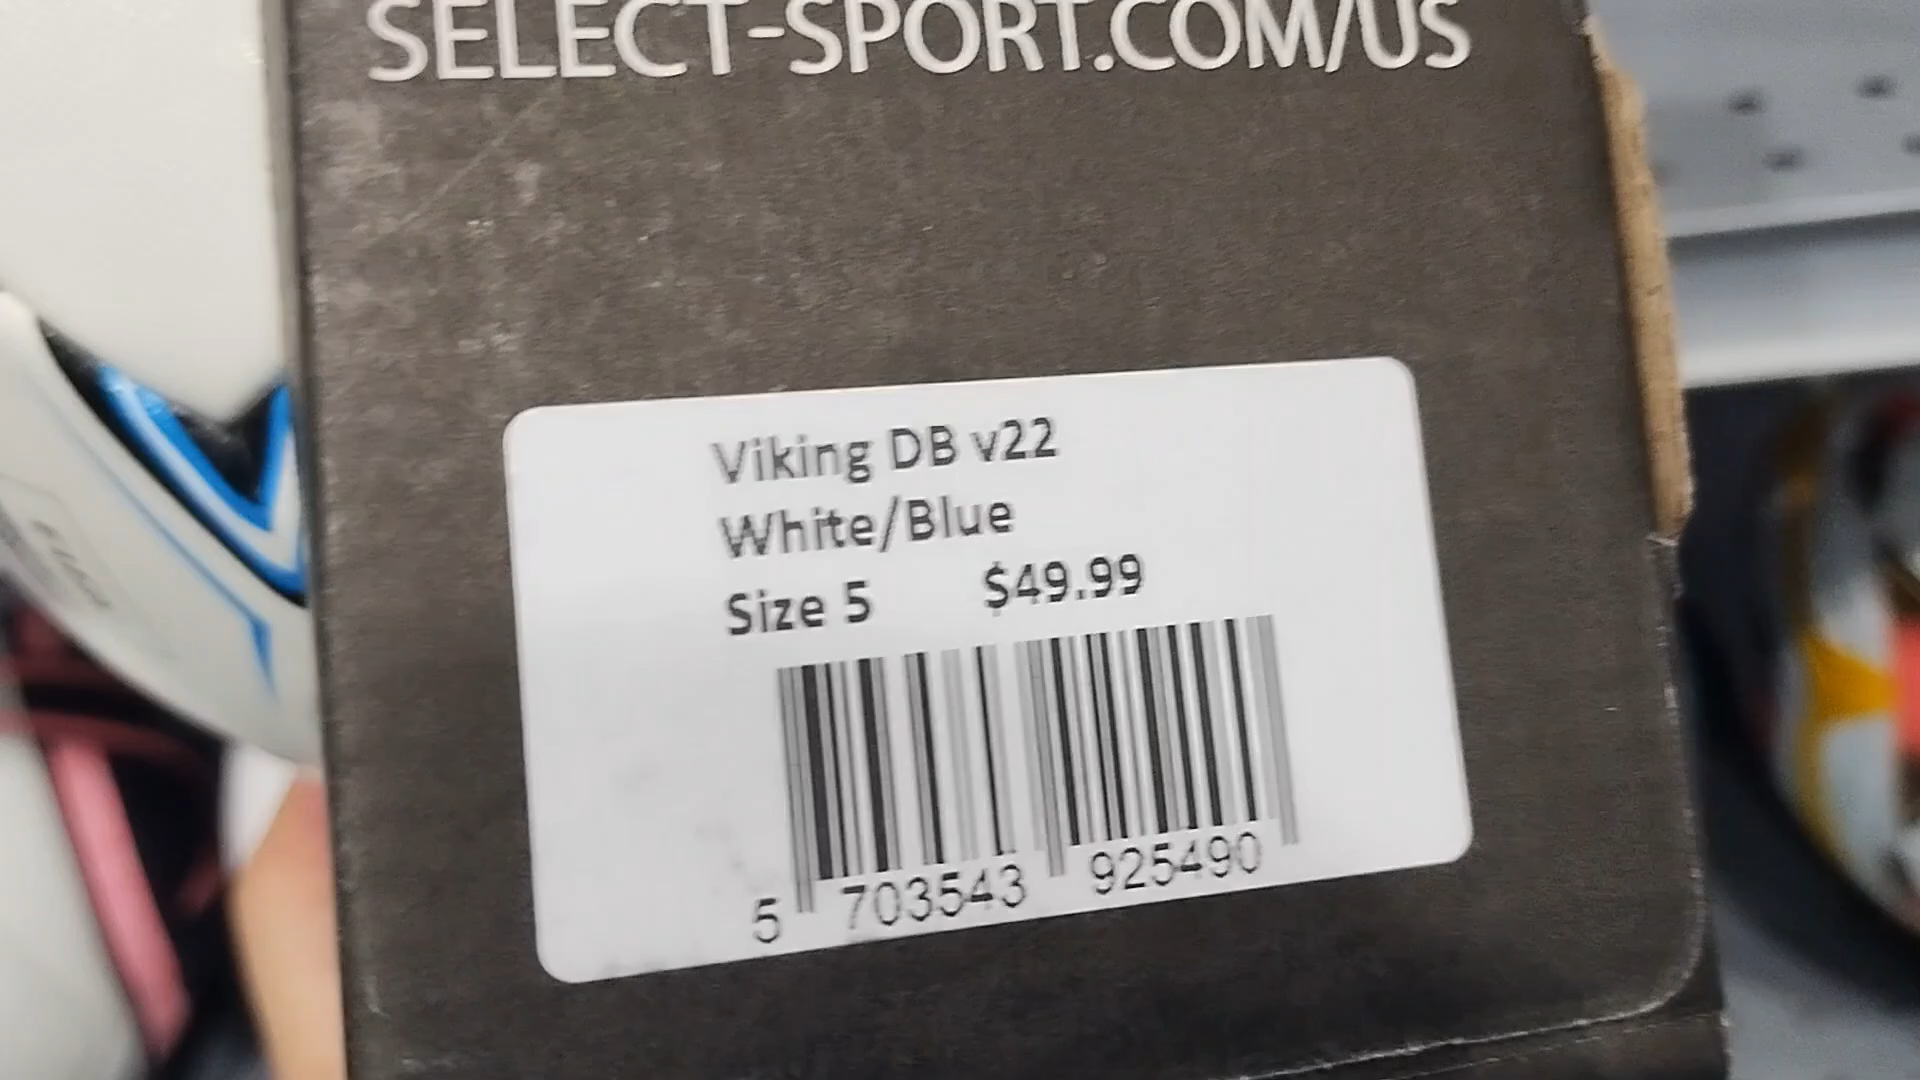 SELECT-SPORT.COM/US
Viking DB v22
White/Blue
Size 5 $49.99
5 703543 925490